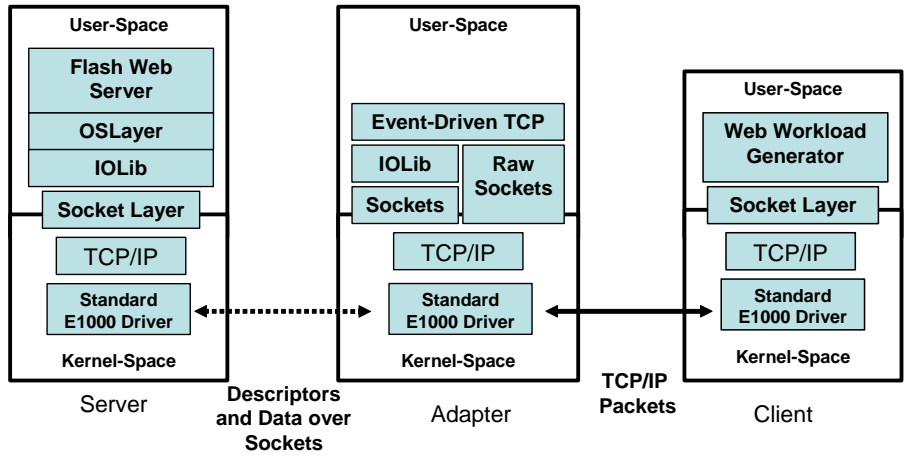 User-Space
Flash Web
Server
OSLayer
IOLib
Socket Layer
TCP/IP
Standard
E1000 Driver
Kernel-Space
Server
Descriptors
and Data over
Sockets
User-Space
Event-Driven TCP
IOLib
Raw
Sockets
Sockets
TCP/IP
Standard
E1000 Driver
Kernel-Space
Adapter
TCP/IP
Packets
User-Space
Web Workload
Generator
Socket Layer
TCP/IP
Standard
E1000 Driver
Kernel-Space
Client